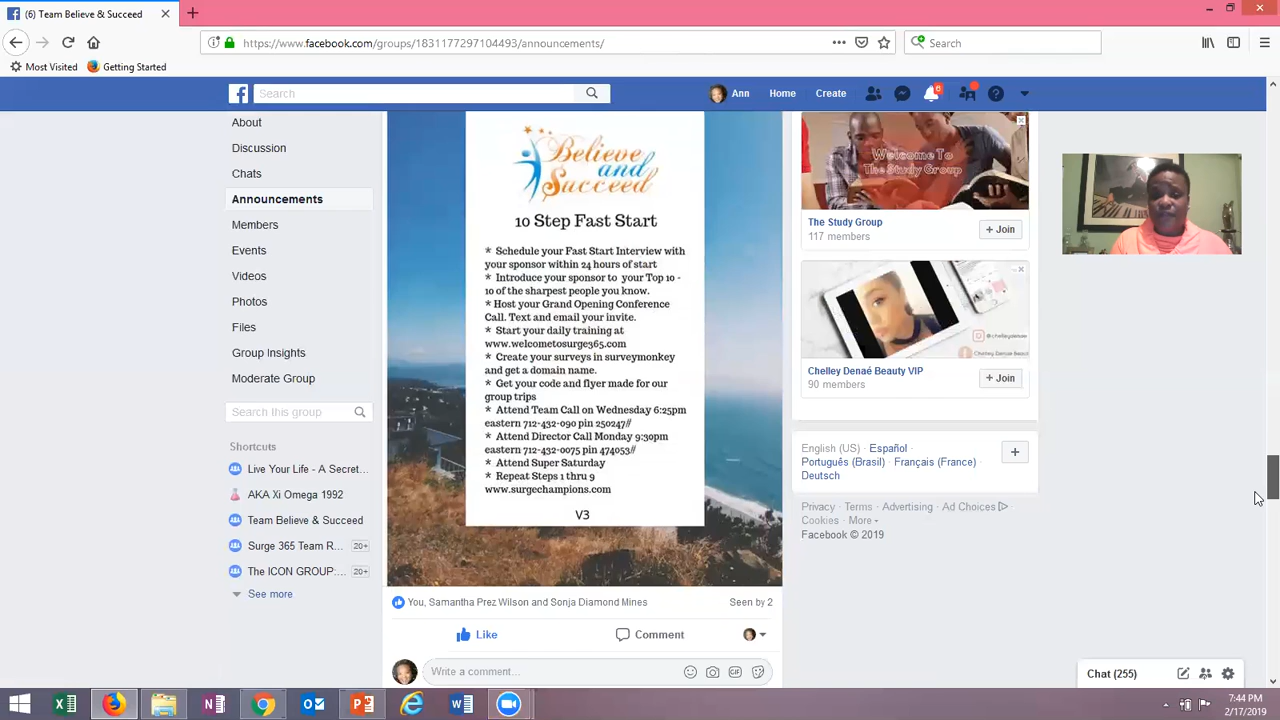 (6) Team Believe & Succeed
https://www.facebook.com/groups/1831177297104493/announcements/
Search
Most Visited
Getting Started
Search
Ann
Home
Create
6
About
Discussion
Chats
Announcements
Members
Events
Videos
Photos
Files
Group Insights
Moderate Group
Search this group
Shortcuts
Live Your Life - A Secret...
AKA Xi Omega 1992
Team Believe & Succeed
Surge 365 Team R... 20+
The ICON GROUP:... 20+
See more
Believe
and
Succeed
10 Step Fast Start
* Schedule your Fast Start Interview with
your sponsor within 24 hours of start
* Introduce your sponsor to your Top 10 -
10 of the sharpest people you know.
* Host your Grand Opening Conference
Call. Text and email your invite.
* Start your daily training at
www.welcometosurge365.com
* Create your surveys in surveymonkey
and get a domain name.
* Get your code and flyer made for our
group trips
* Attend Team Call on Wednesday 6:25pm
eastern 712-432-090 pin 250247#
* Attend Director Call Monday 9:30pm
eastern 712-432-0075 pin 474053#
* Attend Super Saturday
* Repeat Steps 1 thru 9
www.surgechampions.com
V3
You, Samantha Prez Wilson and Sonja Diamond Mines
Seen by 2
Like
Comment
Write a comment...
GIF
Welcome To
The Study Group
The Study Group
117 members
+ Join
chelleydenae
Chelley Denaé Beauty VIP
90 members
+ Join
English (US) · Español ·
Português (Brasil) · Français (France) ·
Deutsch
Privacy · Terms · Advertising · Ad Choices ·
Cookies · More
Facebook © 2019
Chat (255)
7:44 PM
2/17/2019